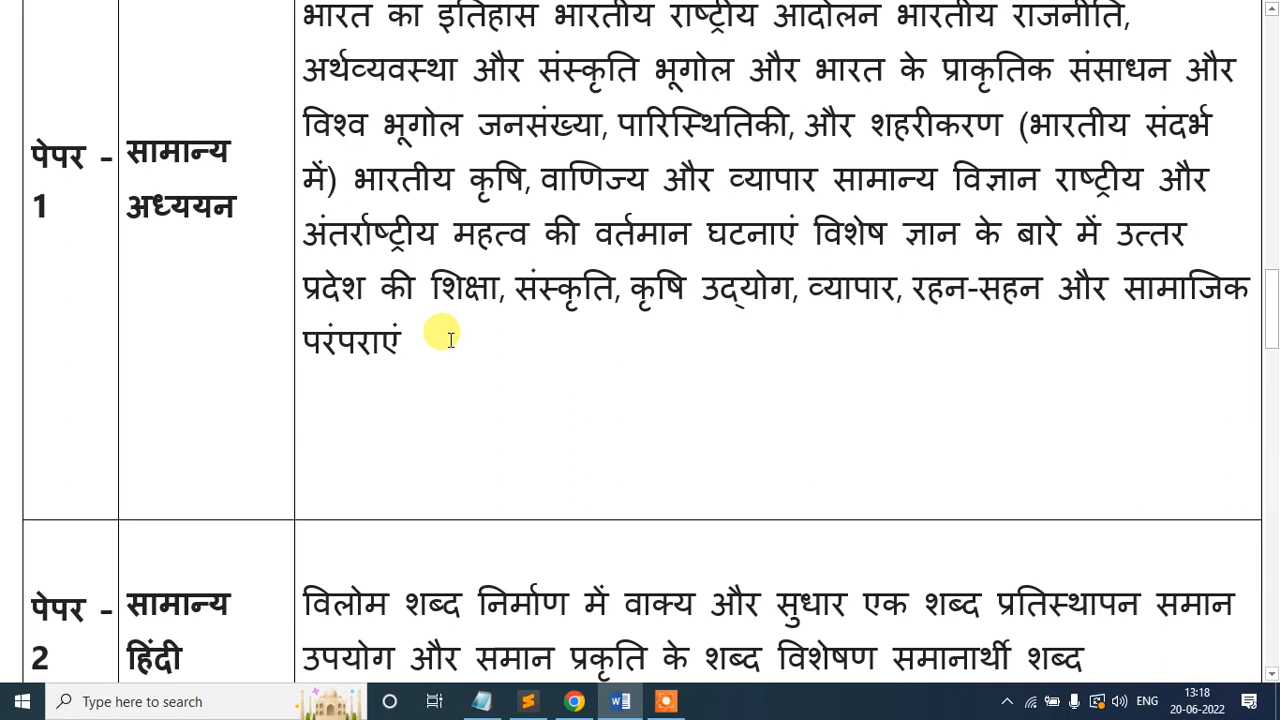 भारत का इतिहास भारतीय राष्ट्रीय आदोलन भारतीय राजनीति,
अर्थव्यवस्था और संस्कृति भूगोल और भारत के प्राकृतिक संसाधन और
विश्व भूगोल जनसंख्या, पारिस्थितिकी, और शहरीकरण (भारतीय संदर्भ
में) भारतीय कृषि, वाणिज्य और व्यापार सामान्य विज्ञान राष्ट्रीय और
अंतर्राष्ट्रीय महत्व की वर्तमान घटनाएं विशेष ज्ञान के बारे में उत्तर
प्रदेश की शिक्षा, संस्कृति, कृषि उद्योग, व्यापार, रहन-सहन और सामाजिक
परंपराएं
पेपर -
1
सामान्य
अध्ययन
पेपर -
2
सामान्य
हिंदी
विलोम शब्द निर्माण में वाक्य और सुधार एक शब्द प्रतिस्थापन समान
उपयोग और समान प्रकृति के शब्द विशेषण समानार्थी शब्द
Type here to search
ENG
13:18
20-06-2022